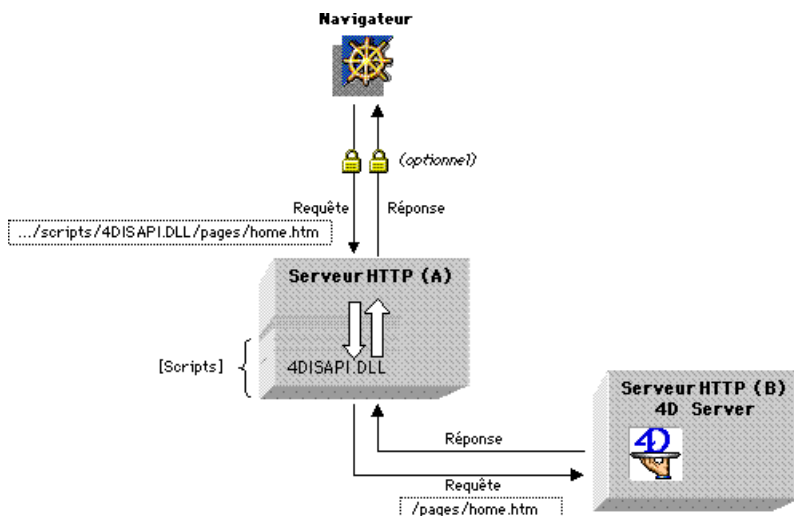 Navigateur
(optionnel)
Requête
Réponse
.../scripts/4DISAPI.DLL/pages/home.htm
Serveur HTTP (A)
[Scripts]
4DISAPI.DLL
Serveur HTTP (B)
4D Server
4D
Réponse
Requête
/pages/home.htm